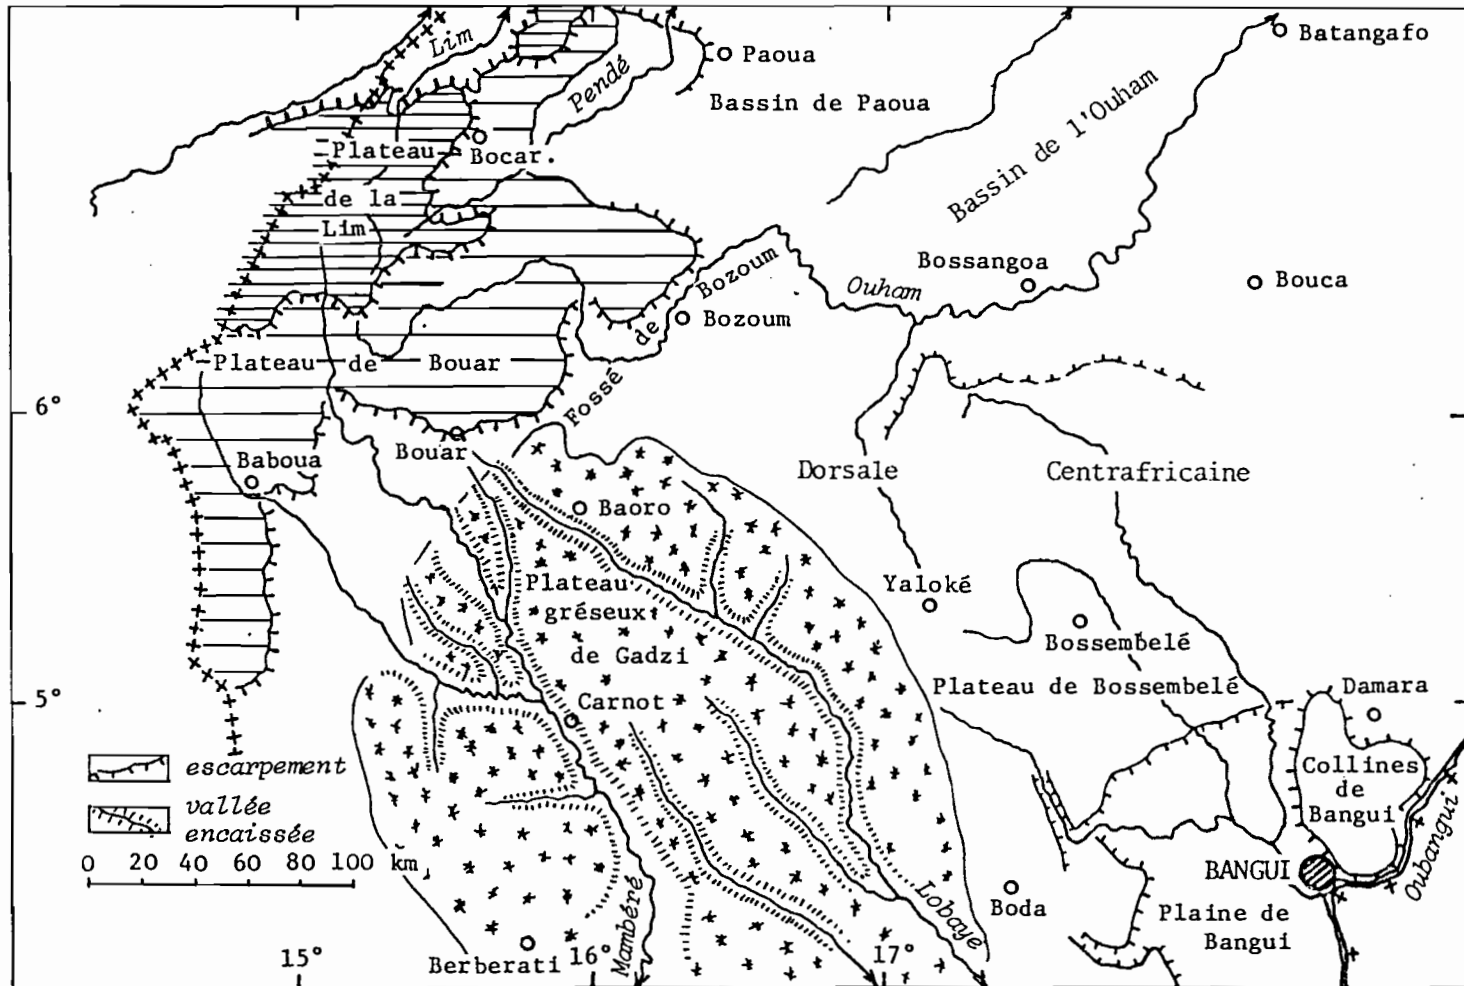 Lim
Pendé
Paoua
Bassin de Paoua
Batangafo
Bassin de l'Ouham
Plateau
Bocar.
de la
Lim
Bossangoa
Ouham
Bouca
Fossé de Bozoum
Bozoum
Plateau de Bouar
6°
Baboua
Bouar
Baoro
Dorsale Centrafricaine
Plateau
gréseux
de Gadzi
Yaloké
Bossembelé
Plateau de Bossembelé
5°
Carnot
Damara
Collines
de
Bangui
Oubangui
escarpement
vallée
encaissée
0 20 40 60 80 100 km
BANGUI
Boda
Lobaye
Plaine de
Bangui
Mambéré
Berberati
15° 16° 17°